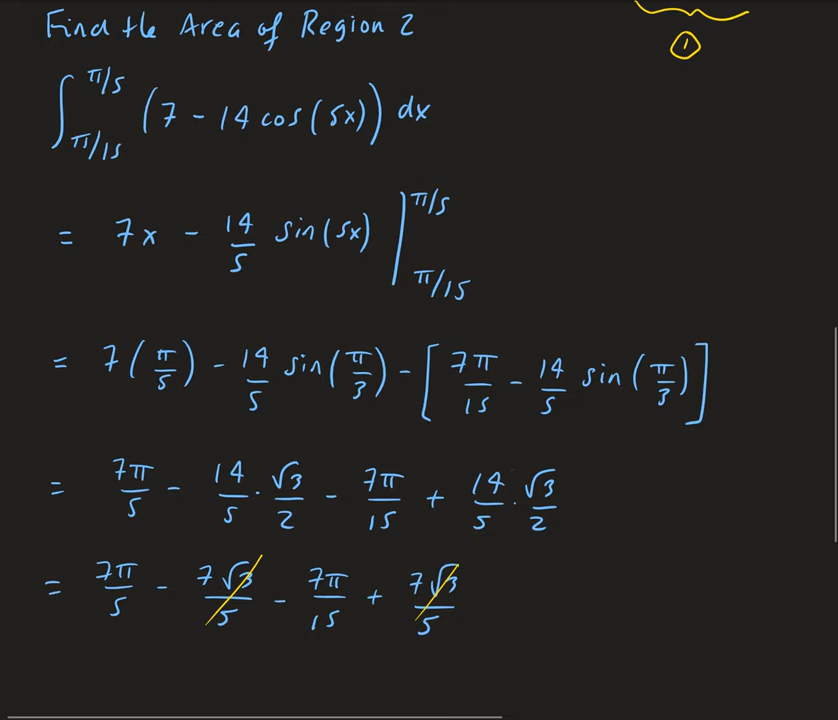 Find the Area of Region 2
①
∫_{π/15}^{π/5} (7 - 14 cos(5x)) dx
= 7x - 14/5 sin(5x) |_{π/15}^{π/5}
= 7(π/5) - 14/5 sin(π/3) - [7π/15 - 14/5 sin(π/3)]
= 7π/5 - 14/5 · √3/2 - 7π/15 + 14/5 · √3/2
= 7π/5 - 7√3/5 - 7π/15 + 7√3/5